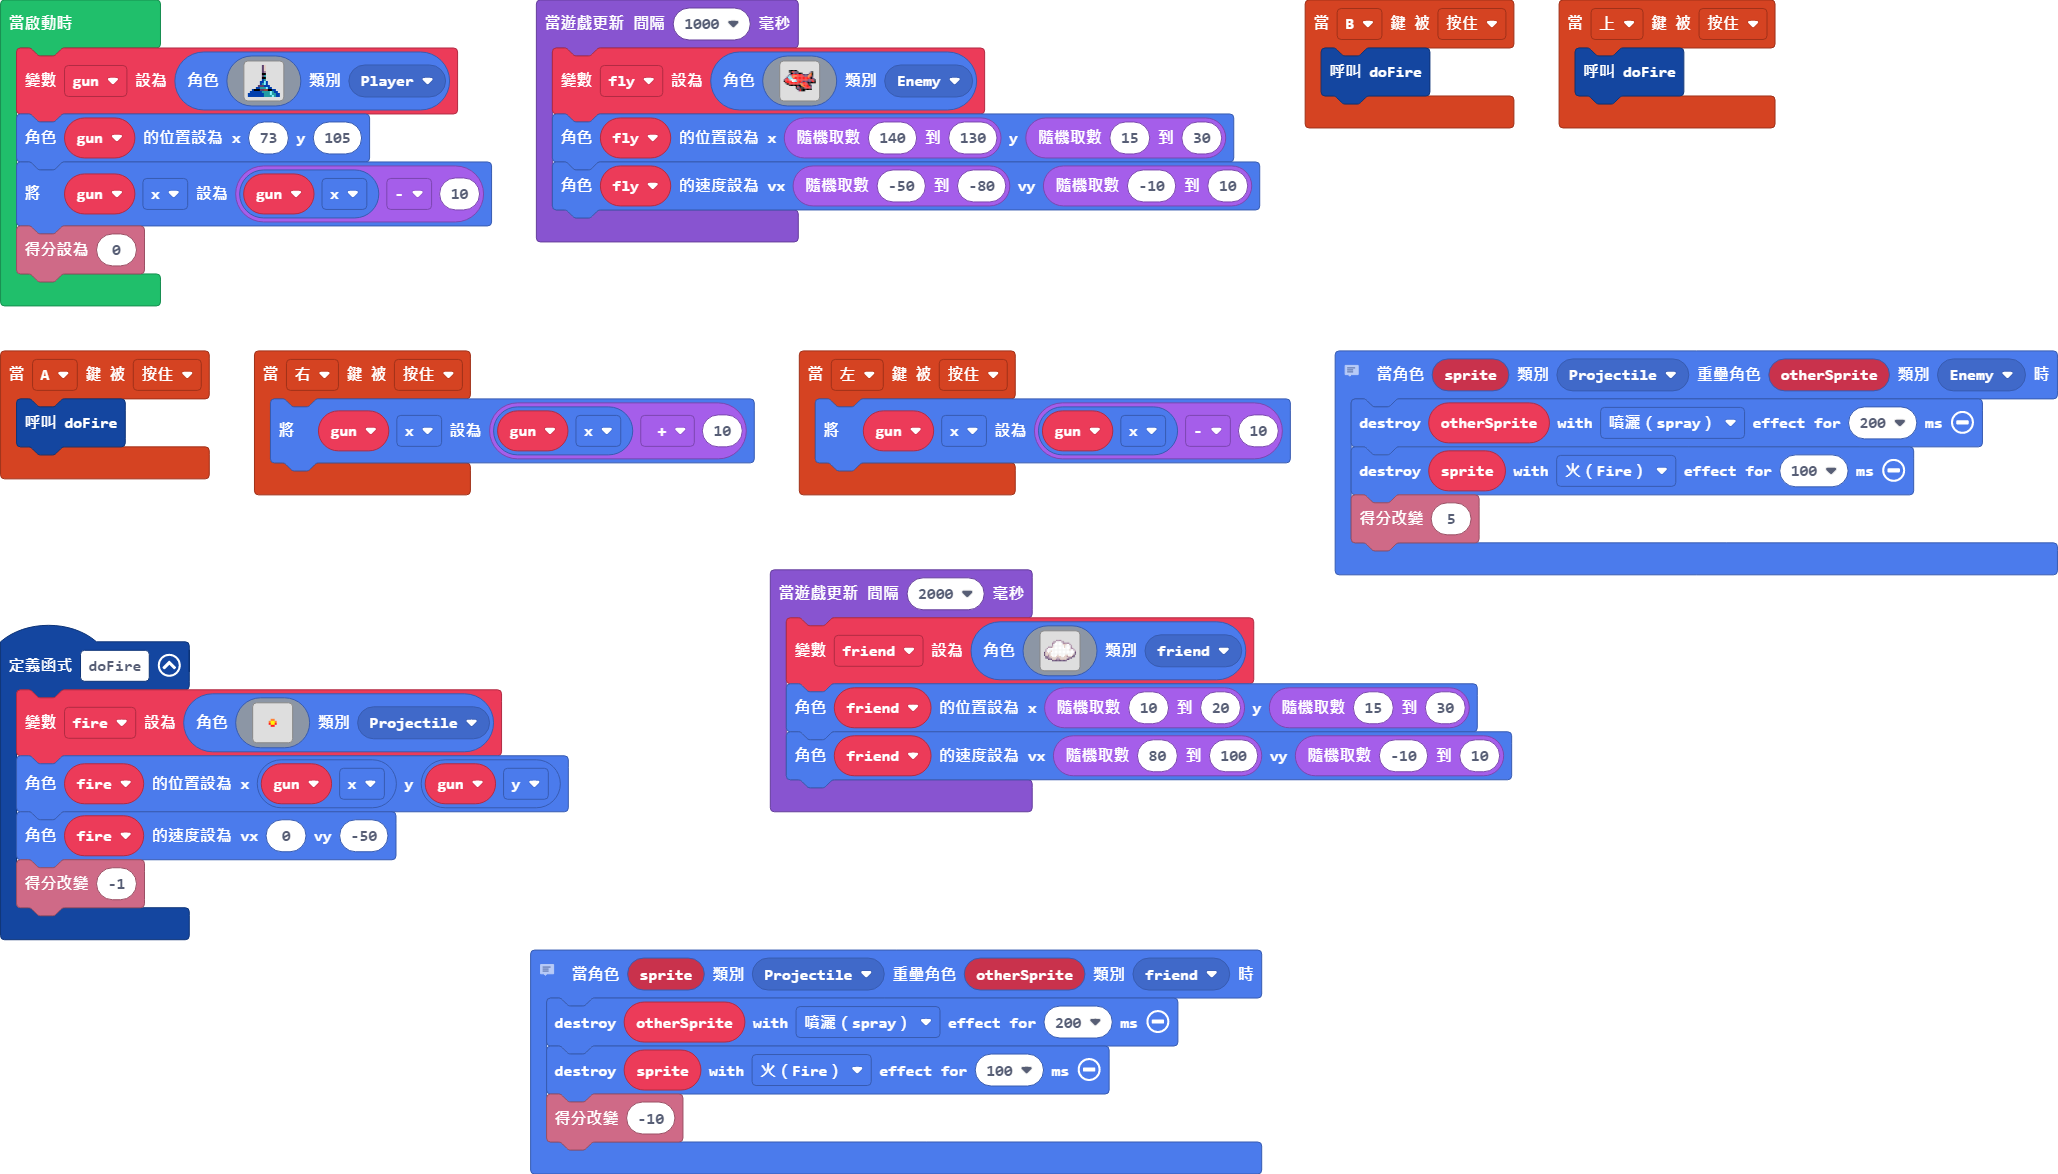 當啟動時
變數 gun 設為 角色 類別 Player
角色 gun 的位置設為 x 73 y 105
將 gun x 設為 gun x - 10
得分設為 0
當遊戲更新 間隔 1000 毫秒
變數 fly 設為 角色 類別 Enemy
角色 fly 的位置設為 x 隨機取數 140 到 130 y 隨機取數 15 到 30
角色 fly 的速度設為 vx 隨機取數 -50 到 -80 vy 隨機取數 -10 到 10
當 B 鍵 被 按住
呼叫 doFire
當 上 鍵 被 按住
呼叫 doFire
當 A 鍵 被 按住
呼叫 doFire
當 右 鍵 被 按住
將 gun x 設為 gun x + 10
當 左 鍵 被 按住
將 gun x 設為 gun x - 10
當角色 sprite 類別 Projectile 重疊角色 otherSprite 類別 Enemy 時
destroy otherSprite with 噴灑 ( spray ) effect for 200 ms
destroy sprite with 火 ( Fire ) effect for 100 ms
得分改變 5
定義函式 doFire
變數 fire 設為 角色 類別 Projectile
角色 fire 的位置設為 x gun x y gun y
角色 fire 的速度設為 vx 0 vy -50
得分改變 -1
當遊戲更新 間隔 2000 毫秒
變數 friend 設為 角色 類別 friend
角色 friend 的位置設為 x 隨機取數 10 到 20 y 隨機取數 15 到 30
角色 friend 的速度設為 vx 隨機取數 80 到 100 vy 隨機取數 -10 到 10
當角色 sprite 類別 Projectile 重疊角色 otherSprite 類別 friend 時
destroy otherSprite with 噴灑 ( spray ) effect for 200 ms
destroy sprite with 火 ( Fire ) effect for 100 ms
得分改變 -10